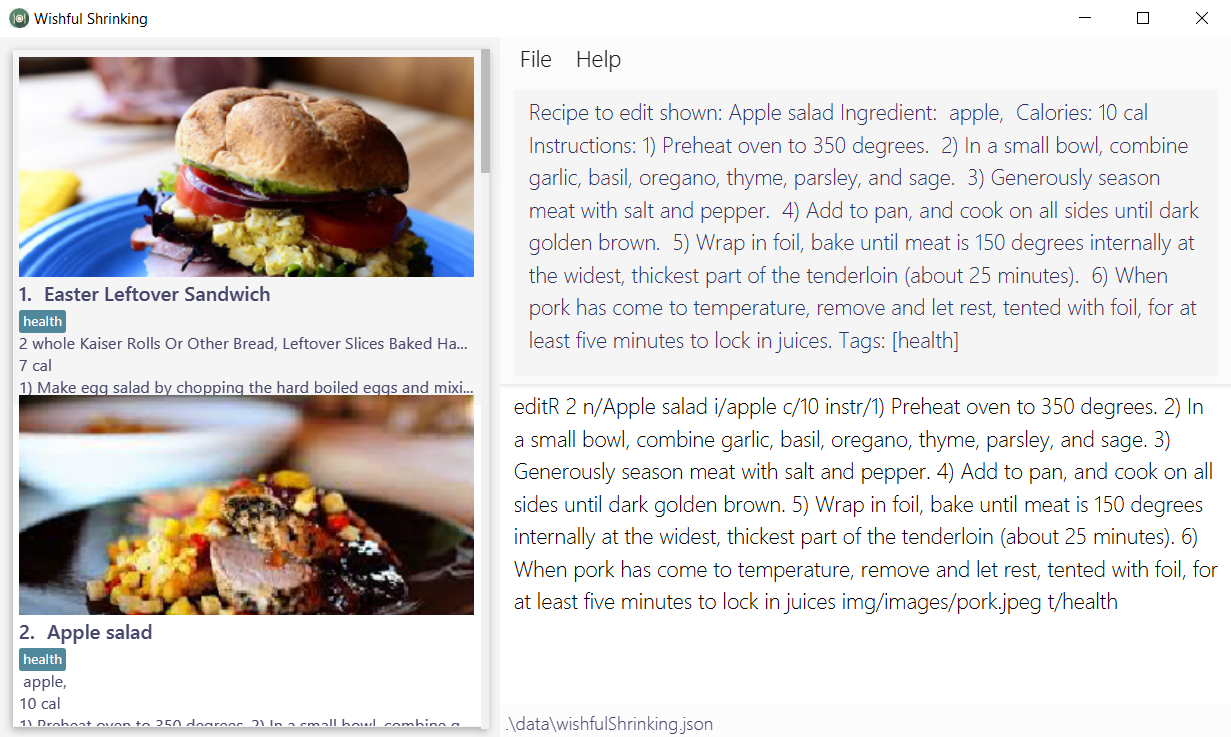 Wishful Shrinking
1. Easter Leftover Sandwich
health
2 whole Kaiser Rolls Or Other Bread, Leftover Slices Baked Ha...
7 cal
1) Make egg salad by chopping the hard boiled eggs and mixi...
2. Apple salad
health
apple,
10 cal
1) Preheat oven to 350 degrees. 2) In a small bowl, combine g...
File Help
Recipe to edit shown: Apple salad Ingredient:  apple,  Calories: 10 cal
Instructions: 1) Preheat oven to 350 degrees.  2) In a small bowl, combine
garlic, basil, oregano, thyme, parsley, and sage.  3) Generously season
meat with salt and pepper.  4) Add to pan, and cook on all sides until dark
golden brown.  5) Wrap in foil, bake until meat is 150 degrees internally at
the widest, thickest part of the tenderloin (about 25 minutes).  6) When
pork has come to temperature, remove and let rest, tented with foil, for at
least five minutes to lock in juices. Tags: [health]
editR 2 n/Apple salad i/apple c/10 instr/1) Preheat oven to 350 degrees. 2) In
a small bowl, combine garlic, basil, oregano, thyme, parsley, and sage. 3)
Generously season meat with salt and pepper. 4) Add to pan, and cook on all
sides until dark golden brown. 5) Wrap in foil, bake until meat is 150 degrees
internally at the widest, thickest part of the tenderloin (about 25 minutes). 6)
When pork has come to temperature, remove and let rest, tented with foil, for
at least five minutes to lock in juices img/images/pork.jpeg t/health
.\data\wishfulShrinking.json